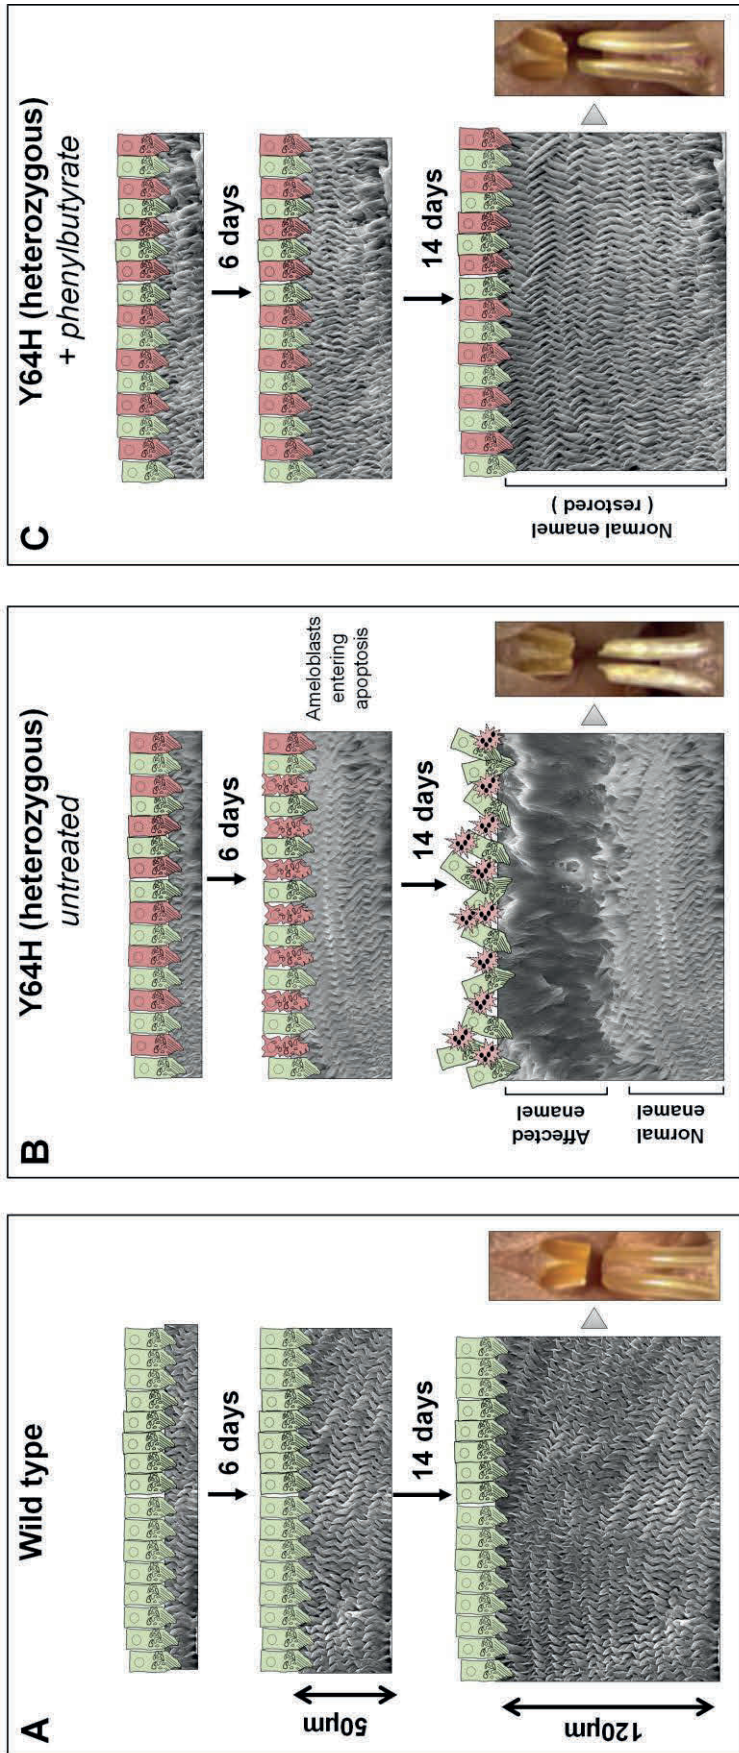 A
Wild type
6 days
14 days
50µm
120µm
B
Y64H (heterozygous)
untreated
6 days
Ameloblasts
entering
apoptosis
14 days
Affected
enamel
Normal
enamel
C
Y64H (heterozygous)
+ phenylbutyrate
6 days
14 days
Normal enamel
( restored )